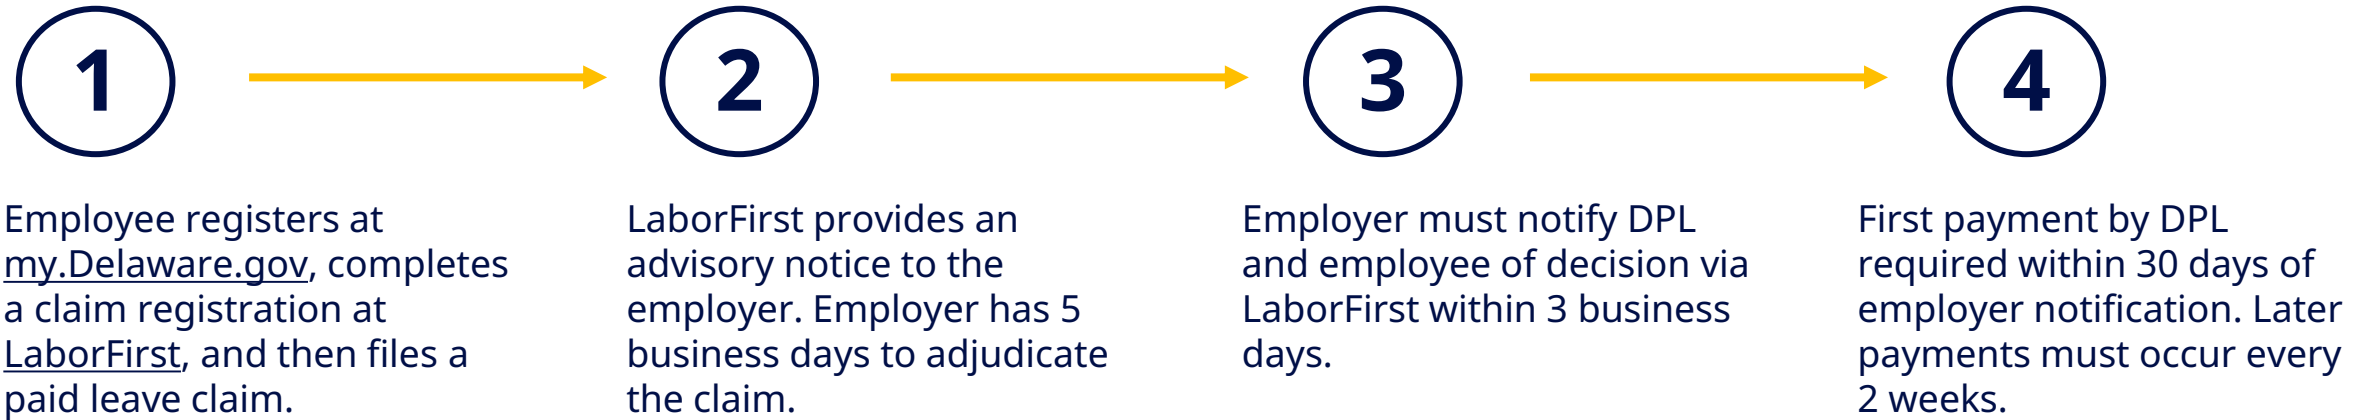 1
2
3
4
Employee registers at
my.Delaware.gov, completes
a claim registration at
LaborFirst, and then files a
paid leave claim.
LaborFirst provides an
advisory notice to the
employer. Employer has 5
business days to adjudicate
the claim.
Employer must notify DPL
and employee of decision via
LaborFirst within 3 business
days.
First payment by DPL
required within 30 days of
employer notification. Later
payments must occur every
2 weeks.